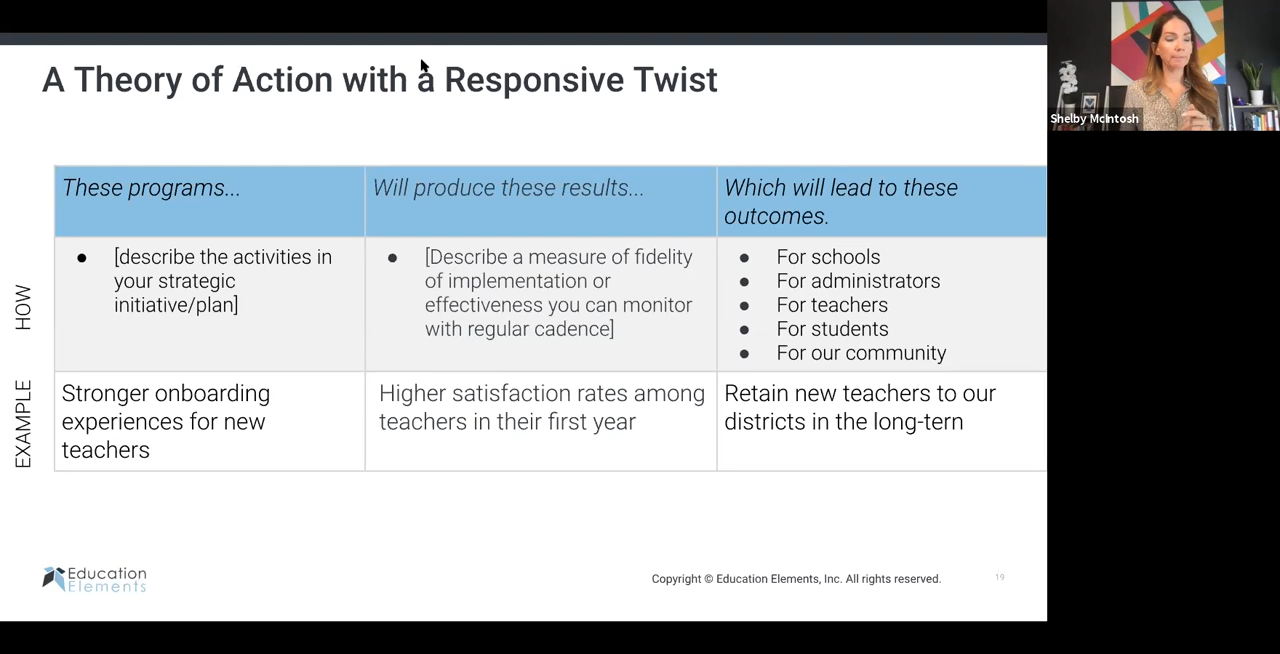 A Theory of Action with a Responsive Twist
Shelby McIntosh
These programs...
Will produce these results...
Which will lead to these
outcomes.
HOW
● [describe the activities in
your strategic
initiative/plan]
● [Describe a measure of fidelity
of implementation or
effectiveness you can monitor
with regular cadence]
● For schools
● For administrators
● For teachers
● For students
● For our community
EXAMPLE
Stronger onboarding
experiences for new
teachers
Higher satisfaction rates among
teachers in their first year
Retain new teachers to our
districts in the long-tern
Education
Elements
Copyright © Education Elements, Inc. All rights reserved.
19